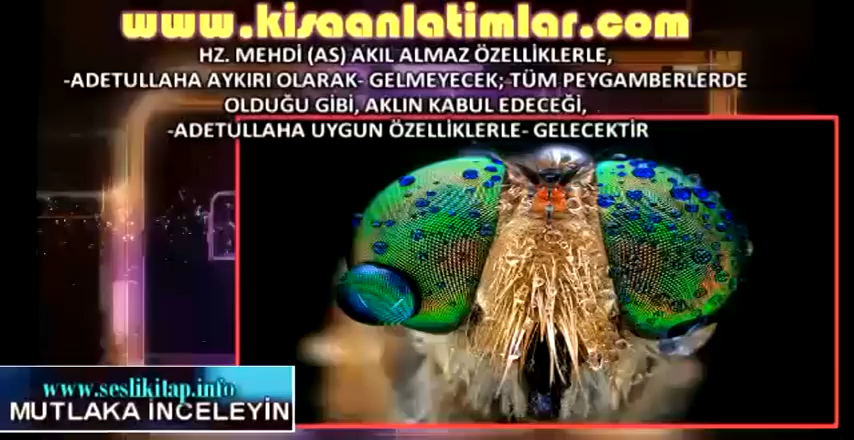 www.kisaanlatimlar.com
HZ. MEHDİ (AS) AKIL ALMAZ ÖZELLİKLERLE,
-ADETULLAHA AYKIRI OLARAK- GELMEYECEK; TÜM PEYGAMBERLERDE
OLDUĞU GİBİ, AKLIN KABUL EDECEĞİ,
-ADETULLAHA UYGUN ÖZELLİKLERLE- GELECEKTİR
www.seslikitap.info
MUTLAKA İNCELEYİN